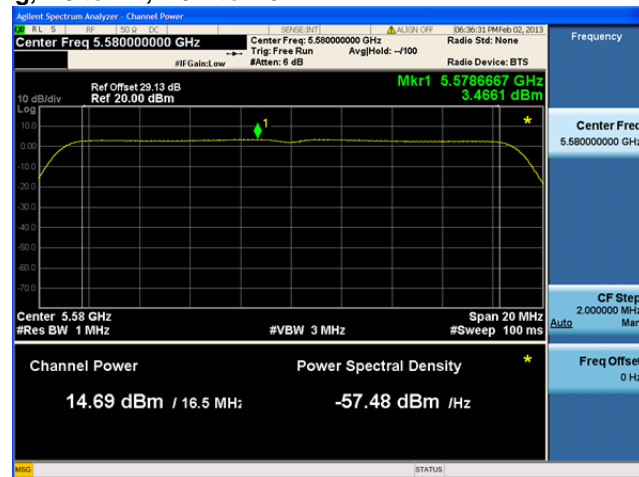 Agilent Spectrum Analyzer - Channel Power
RL S RF 50 Ω DC SENSE:INT ALIGN OFF 06:36:31 PM Feb 02, 2013
Center Freq 5.580000000 GHz Center Freq: 5.580000000 GHz Radio Std: None
Trig: Free Run Avg|Hold: --/100
#IFGain:Low #Atten: 6 dB Radio Device: BTS
Mkr1 5.5786667 GHz
3.4661 dBm
Ref Offset 29.13 dB
10 dB/div Ref 20.00 dBm
Log
10.0
0.00
-10.0
-20.0
-30.0
-40.0
-50.0
-60.0
-70.0
1
*
Center 5.58 GHz Span 20 MHz
#Res BW 1 MHz #VBW 3 MHz #Sweep 100 ms
Channel Power Power Spectral Density *
14.69 dBm / 16.5 MHz -57.48 dBm /Hz
MSG STATUS
Frequency
Center Freq
5.580000000 GHz
CF Step
2.000000 MHz
Auto Man
Freq Offset
0 Hz